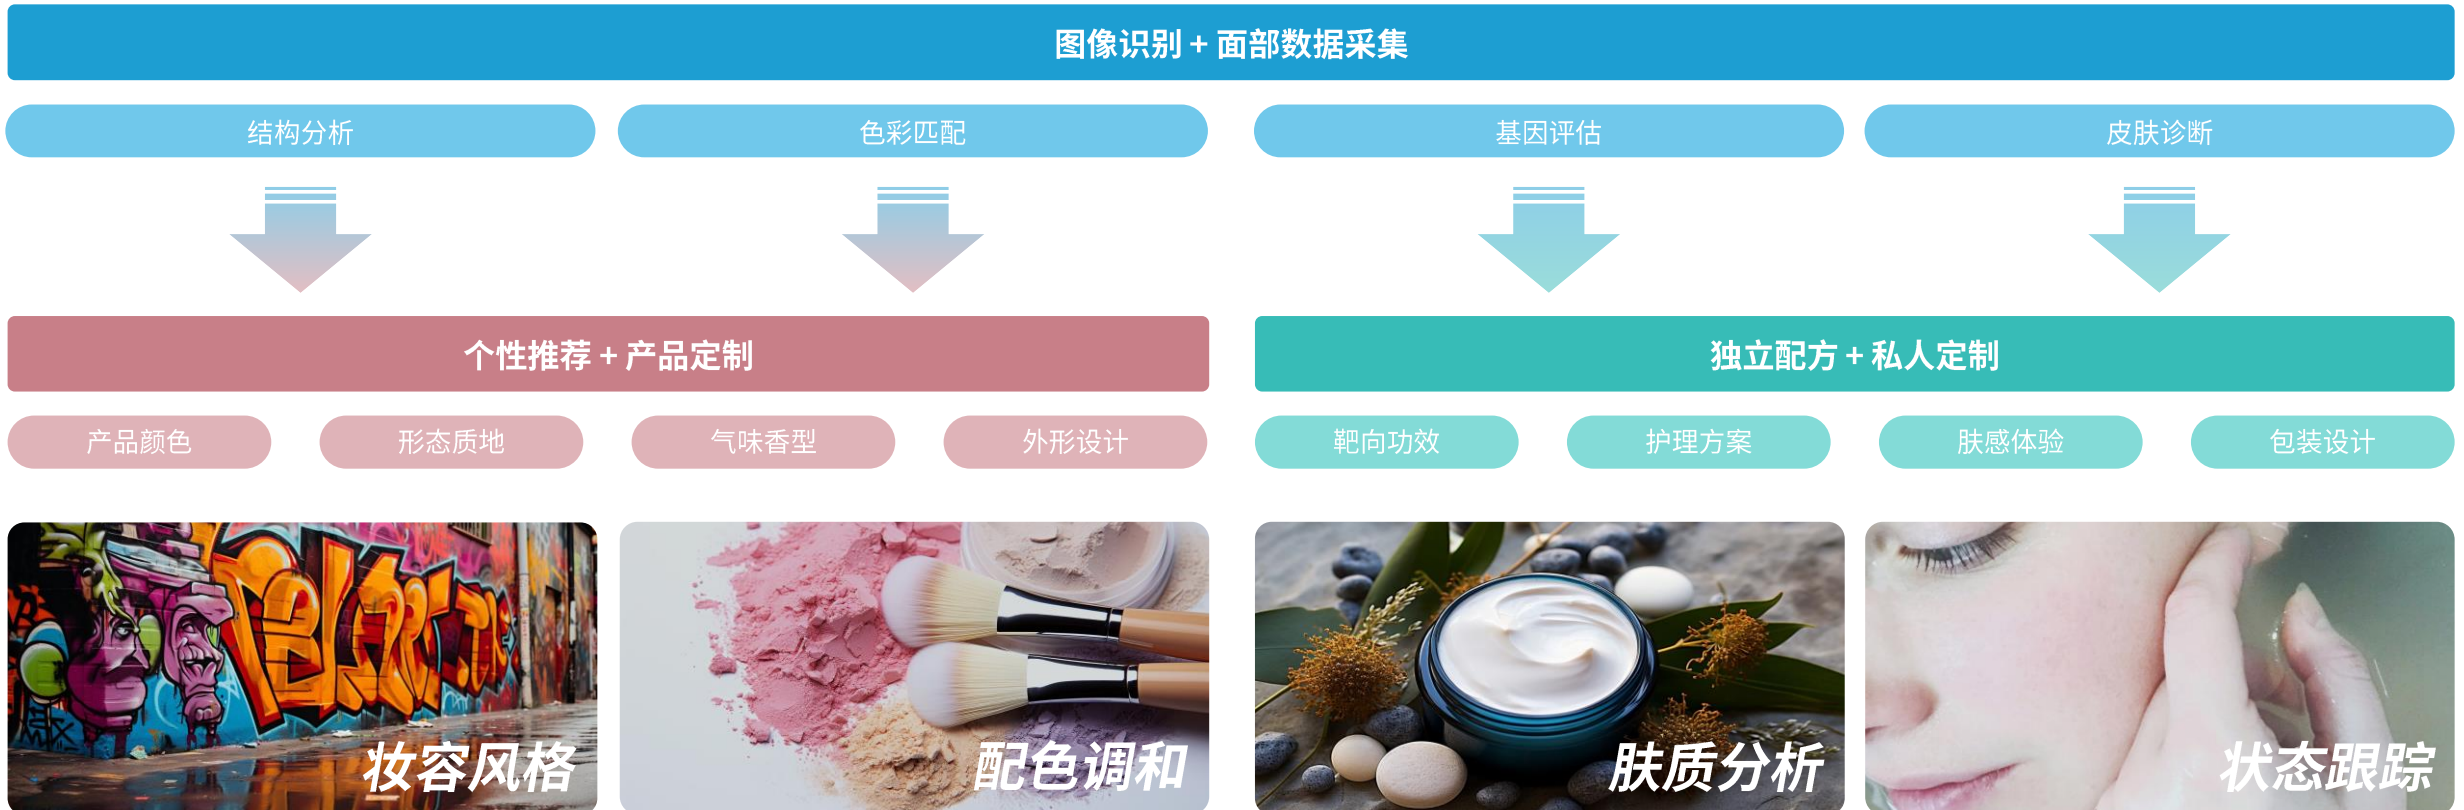 图像识别 + 面部数据采集
结构分析
色彩匹配
基因评估
皮肤诊断
个性推荐 + 产品定制
独立配方 + 私人定制
产品颜色
形态质地
气味香型
外形设计
靶向功效
护理方案
肤感体验
包装设计
妆容风格
配色调和
肤质分析
状态跟踪